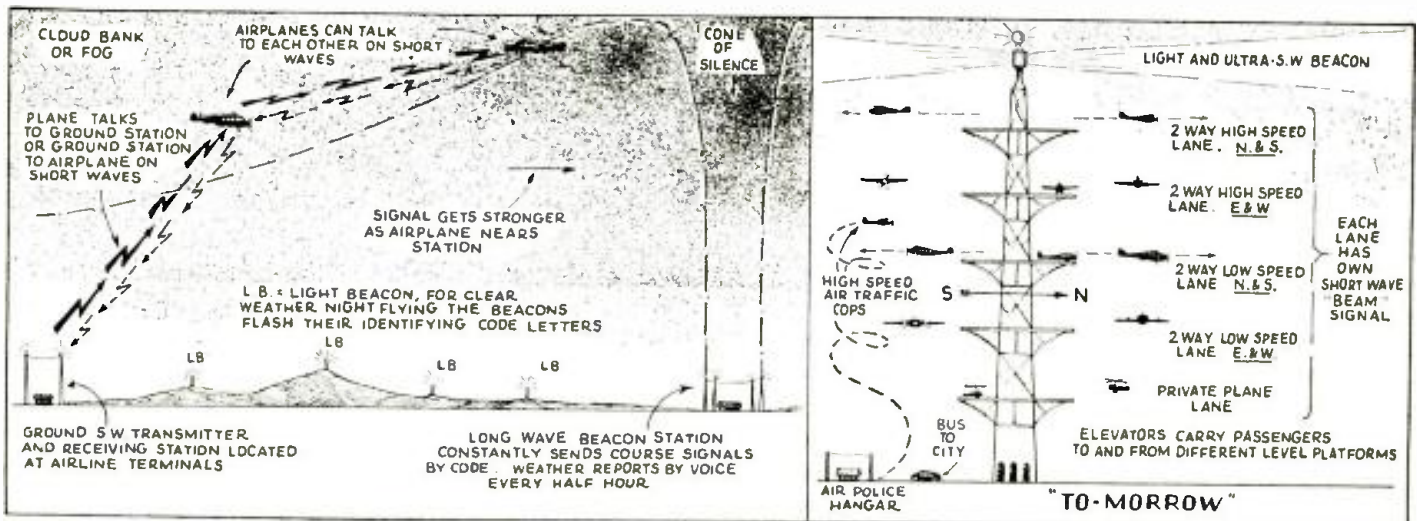 CLOUD BANK
OR FOG
AIRPLANES CAN TALK
TO EACH OTHER ON SHORT
WAVES
CONE
OF
SILENCE
PLANE TALKS
TO GROUND STATION
OR GROUND STATION
TO AIRPLANE ON
SHORT WAVES
SIGNAL GETS STRONGER
AS AIRPLANE NEARS
STATION
L.B.= LIGHT BEACON, FOR CLEAR
WEATHER NIGHT FLYING THE BEACONS
FLASH THEIR IDENTIFYING CODE LETTERS
LB
LB
LB
LB
GROUND S W TRANSMITTER
AND RECEIVING STATION LOCATED
AT AIRLINE TERMINALS
LONG WAVE BEACON STATION
CONSTANTLY SENDS COURSE SIGNALS
BY CODE. WEATHER REPORTS BY VOICE
EVERY HALF HOUR
LIGHT AND ULTRA-S.W BEACON
2 WAY HIGH SPEED
LANE. N.& S.
2 WAY HIGH SPEED
LANE. E & W
HIGH SPEED
AIR TRAFFIC
COPS
S
N
2 WAY LOW SPEED
LANE N.& S.
2 WAY LOW SPEED
LANE E.& W.
PRIVATE PLANE
LANE
EACH
LANE
HAS
OWN
SHORT WAVE
BEAM
SIGNAL
BUS
TO
CITY
ELEVATORS CARRY PASSENGERS
TO AND FROM DIFFERENT LEVEL PLATFORMS
AIR POLICE
HANGAR
"TO-MORROW"